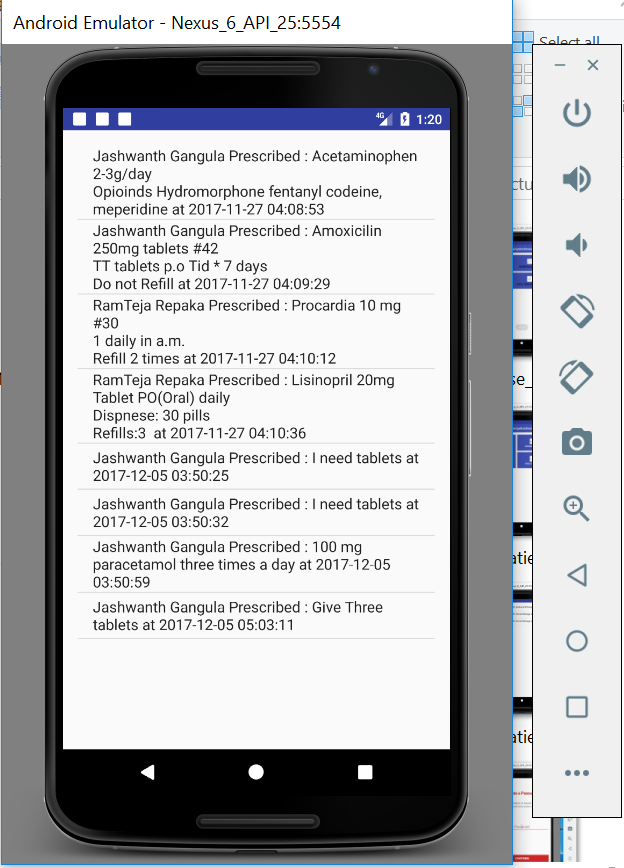 Android Emulator - Nexus_6_API_25:5554
Select all
4G 1:20
Jashwanth Gangula Prescribed : Acetaminophen
2-3g/day
Opioinds Hydromorphone fentanyl codeine,
meperidine at 2017-11-27 04:08:53
Jashwanth Gangula Prescribed : Amoxicilin
250mg tablets #42
TT tablets p.o Tid * 7 days
Do not Refill at 2017-11-27 04:09:29
RamTeja Repaka Prescribed : Procardia 10 mg
#30
1 daily in a.m.
Refill 2 times at 2017-11-27 04:10:12
RamTeja Repaka Prescribed : Lisinopril 20mg
Tablet PO(Oral) daily
Dispnese: 30 pills
Refills:3  at 2017-11-27 04:10:36
Jashwanth Gangula Prescribed : I need tablets at
2017-12-05 03:50:25
Jashwanth Gangula Prescribed : I need tablets at
2017-12-05 03:50:32
Jashwanth Gangula Prescribed : 100 mg
paracetamol three times a day at 2017-12-05
03:50:59
Jashwanth Gangula Prescribed : Give Three
tablets at 2017-12-05 05:03:11